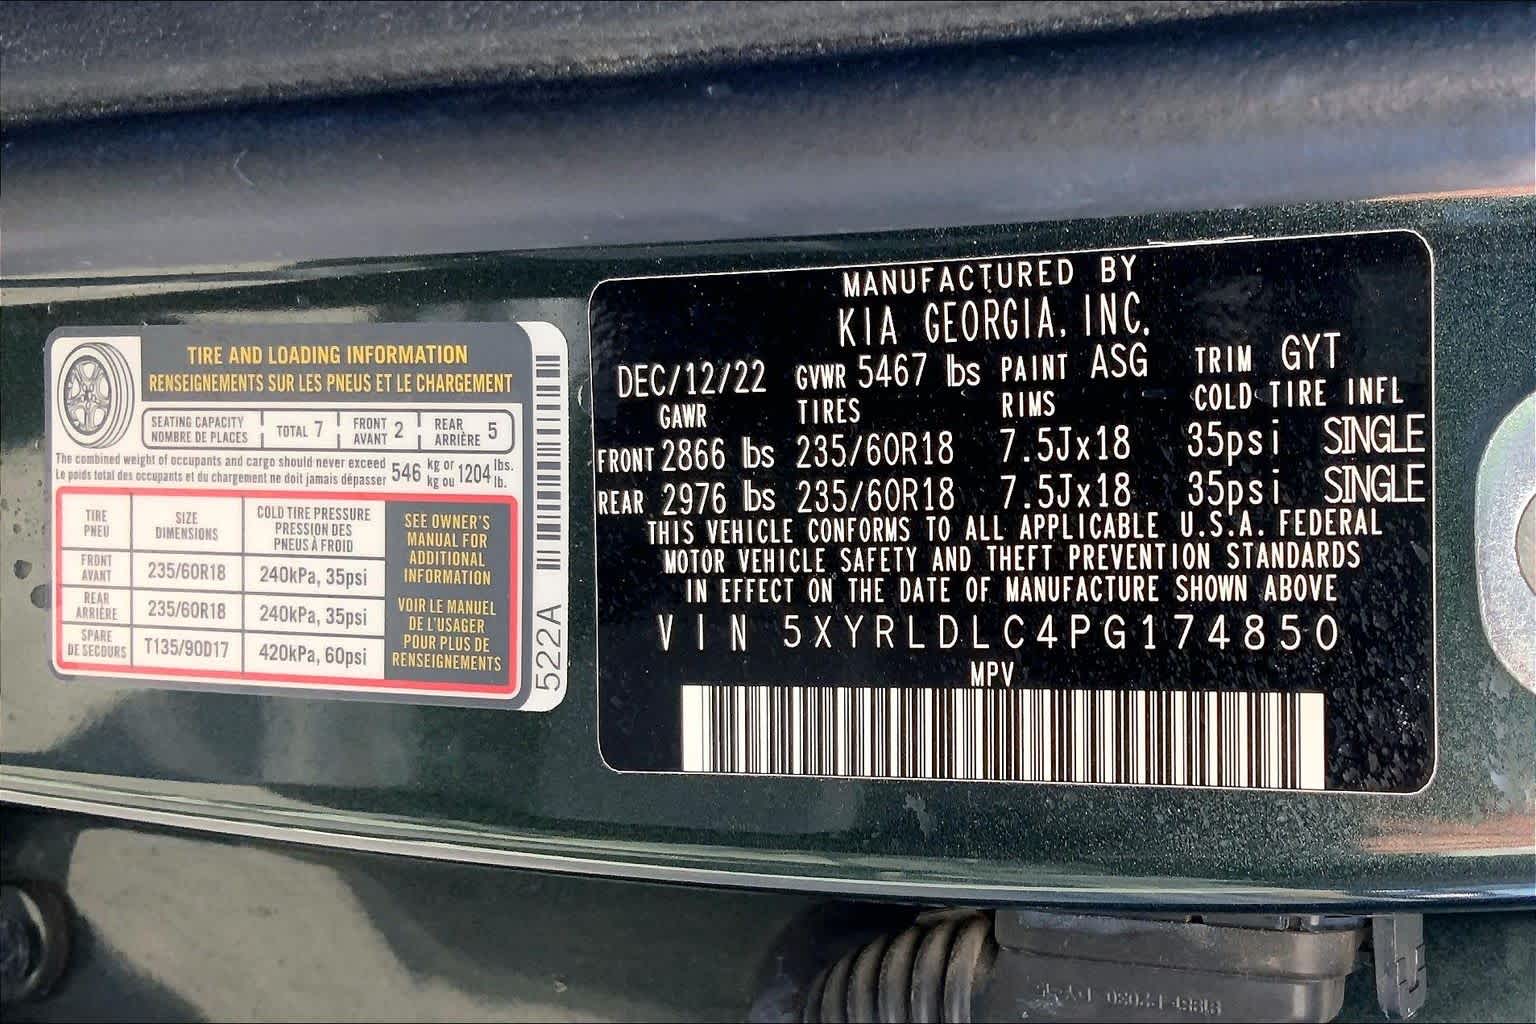 TIRE AND LOADING INFORMATION
RENSEIGNEMENTS SUR LES PNEUS ET LE CHARGEMENT
SEATING CAPACITY
NOMBRE DE PLACES
TOTAL 7
FRONT
AVANT 2
REAR
ARRIÈRE 5
The combined weight of occupants and cargo should never exceed
Le poids total des occupants et du chargement ne doit jamais dépasser
546 kg or 1204 lbs.
kg ou lb.
TIRE
PNEU
SIZE
DIMENSIONS
COLD TIRE PRESSURE
PRESSION DES
PNEUS À FROID
FRONT
AVANT
235/60R18
240kPa, 35psi
REAR
ARRIÈRE
235/60R18
240kPa, 35psi
SPARE
DE SECOURS
T135/90D17
420kPa, 60psi
SEE OWNER'S
MANUAL FOR
ADDITIONAL
INFORMATION
VOIR LE MANUEL
DE L'USAGER
POUR PLUS DE
RENSEIGNEMENTS
522A
MANUFACTURED BY
KIA GEORGIA, INC.
DEC/12/22 GVWR 5467 lbs PAINT ASG TRIM GYT
GAWR TIRES RIMS COLD TIRE INFL
FRONT 2866 lbs 235/60R18 7.5Jx18 35psi SINGLE
REAR 2976 lbs 235/60R18 7.5Jx18 35psi SINGLE
THIS VEHICLE CONFORMS TO ALL APPLICABLE U.S.A. FEDERAL
MOTOR VEHICLE SAFETY AND THEFT PREVENTION STANDARDS
IN EFFECT ON THE DATE OF MANUFACTURE SHOWN ABOVE
VIN 5XYRLDLC4PG174850
MPV